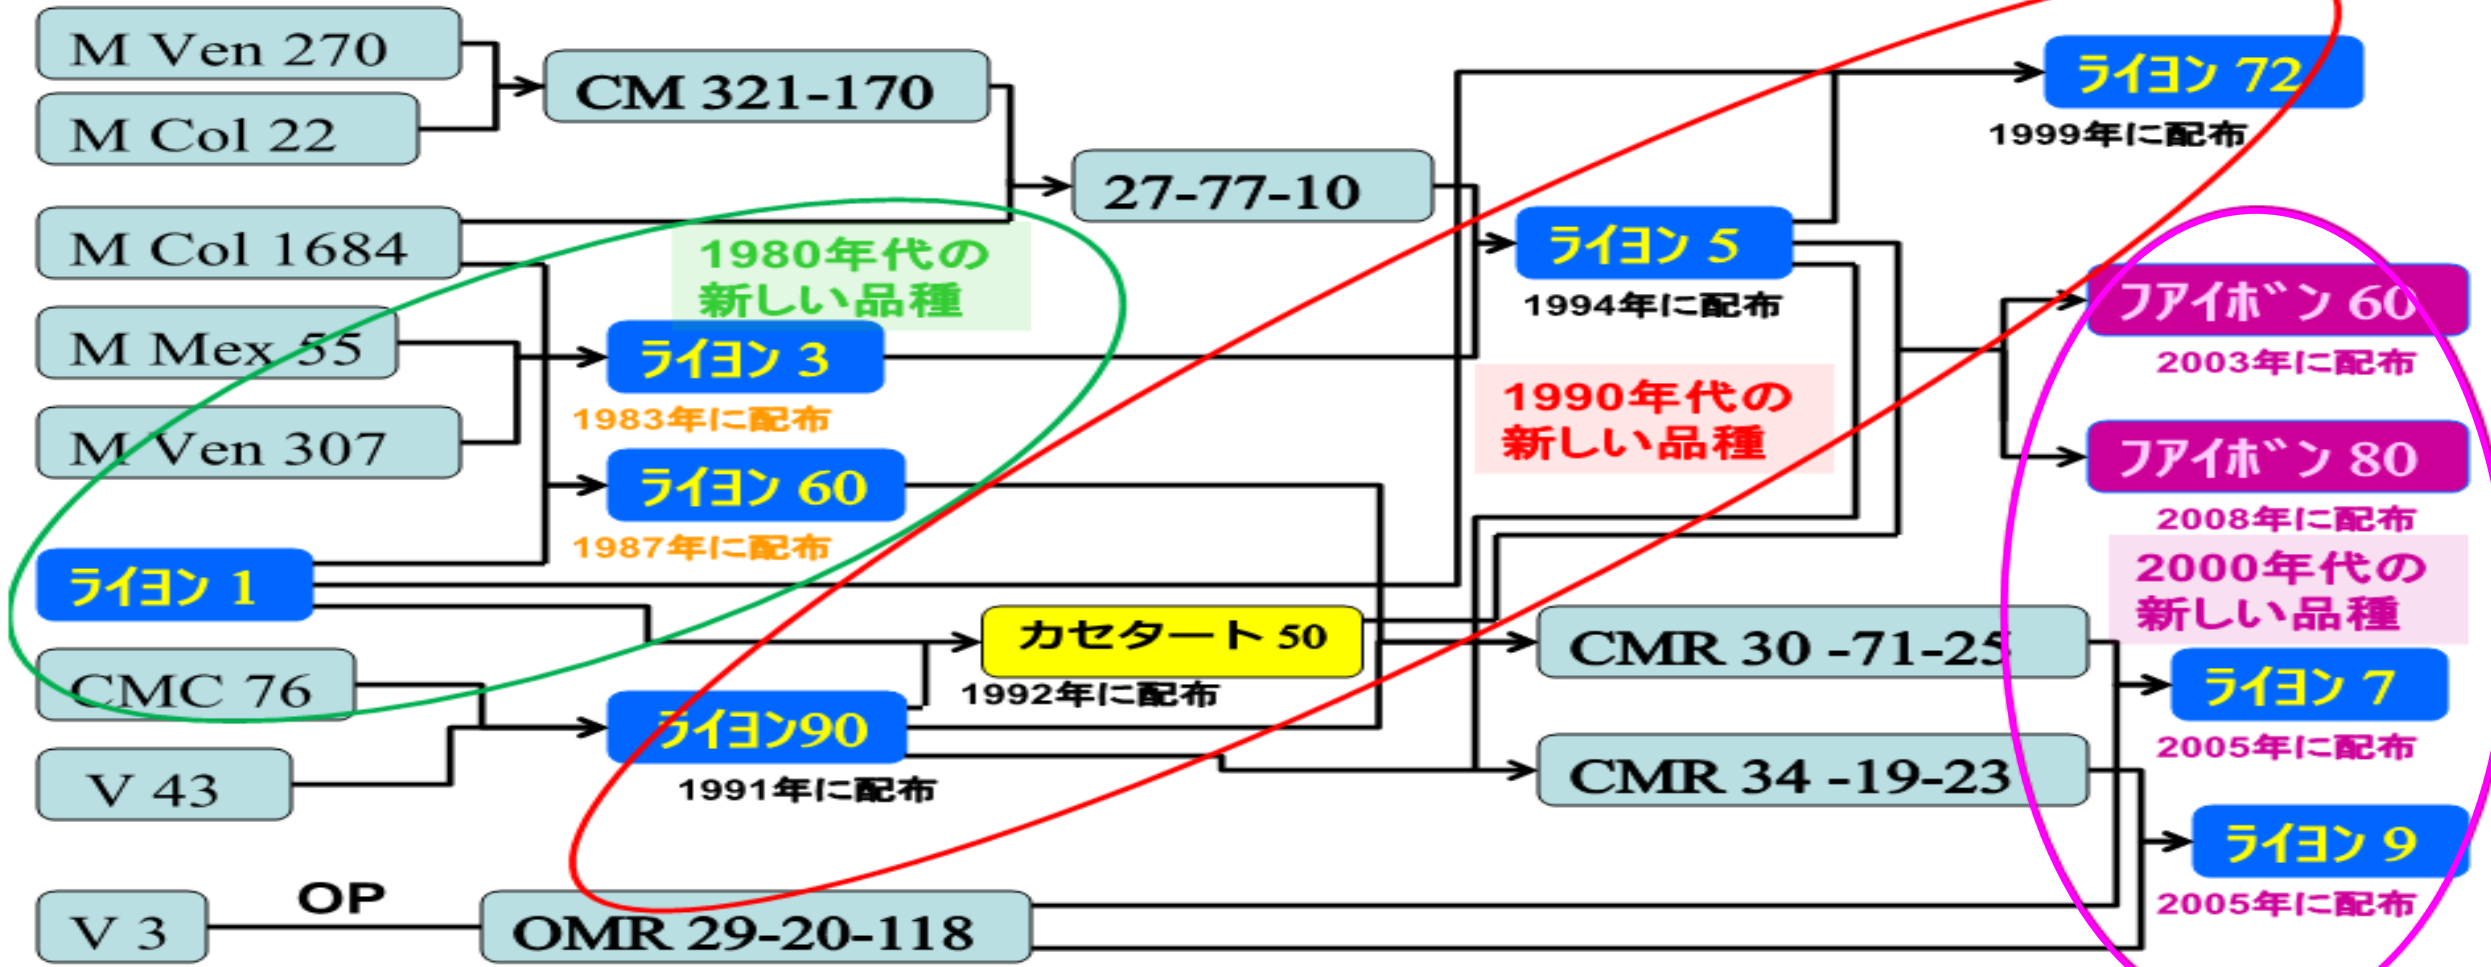 M Ven 270
M Col 22
CM 321-170
M Col 1684
27-77-10
M Mex 55
M Ven 307
1980年代の
新しい品種
ライヨン 3
1983年に配布
ライヨン 60
1987年に配布
ライヨン 1
CMC 76
V 43
ライヨン90
1991年に配布
カセタート 50
1992年に配布
V 3
OP
OMR 29-20-118
ライヨン 5
1994年に配布
1990年代の
新しい品種
ライヨン 72
1999年に配布
CMR 30 -71-25
CMR 34 -19-23
ファイボン 60
2003年に配布
ファイボン 80
2008年に配布
2000年代の
新しい品種
ライヨン 7
2005年に配布
ライヨン 9
2005年に配布